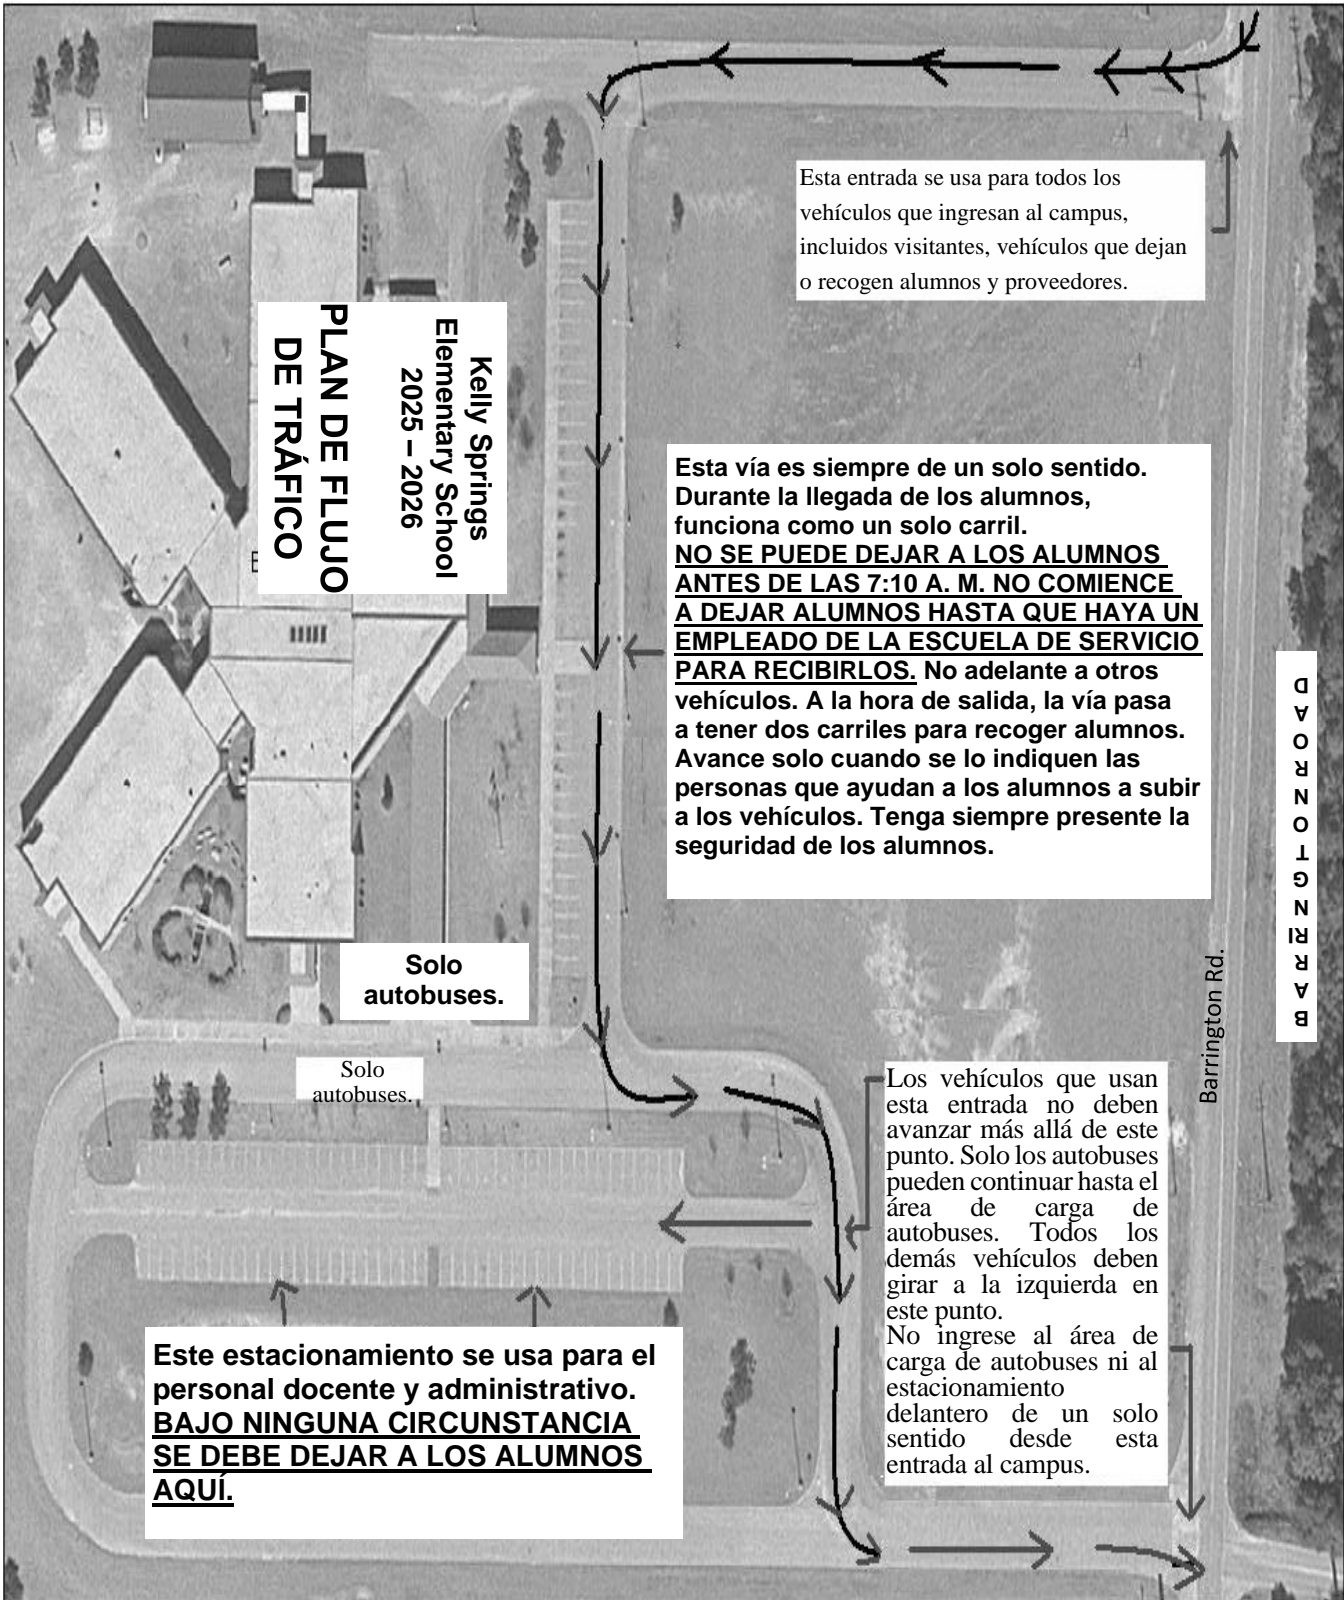 Esta entrada se usa para todos los
vehículos que ingresan al campus,
incluidos visitantes, vehículos que dejan
o recogen alumnos y proveedores.
Kelly Springs
Elementary School
2025 – 2026
PLAN DE FLUJO
DE TRÁFICO
Esta vía es siempre de un solo sentido.
Durante la llegada de los alumnos,
funciona como un solo carril.
NO SE PUEDE DEJAR A LOS ALUMNOS
ANTES DE LAS 7:10 A. M. NO COMIENCE
A DEJAR ALUMNOS HASTA QUE HAYA UN
EMPLEADO DE LA ESCUELA DE SERVICIO
PARA RECIBIRLOS. No adelante a otros
vehículos. A la hora de salida, la vía pasa
a tener dos carriles para recoger alumnos.
Avance solo cuando se lo indiquen las
personas que ayudan a los alumnos a subir
a los vehículos. Tenga siempre presente la
seguridad de los alumnos.
BARRINGTON ROAD
Barrington Rd.
Solo
autobuses.
Solo
autobuses.
Los vehículos que usan
esta entrada no deben
avanzar más allá de este
punto. Solo los autobuses
pueden continuar hasta el
área de carga de
autobuses. Todos los
demás vehículos deben
girar a la izquierda en
este punto.
No ingrese al área de
carga de autobuses ni al
estacionamiento
delantero de un solo
sentido desde esta
entrada al campus.
Este estacionamiento se usa para el
personal docente y administrativo.
BAJO NINGUNA CIRCUNSTANCIA
SE DEBE DEJAR A LOS ALUMNOS
AQUÍ.